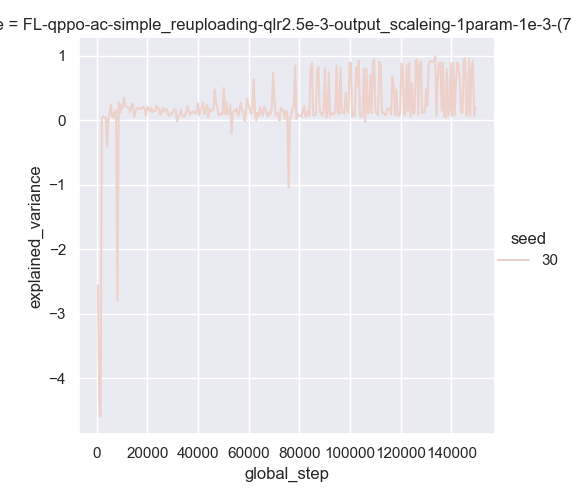 e = FL-qppo-ac-simple_reuploading-qlr2.5e-3-output_scaleing-1param-1e-3-(7
1
0
−1
−2
−3
−4
explained_variance
0 20000 40000 60000 80000 100000 120000 140000
global_step
seed
30